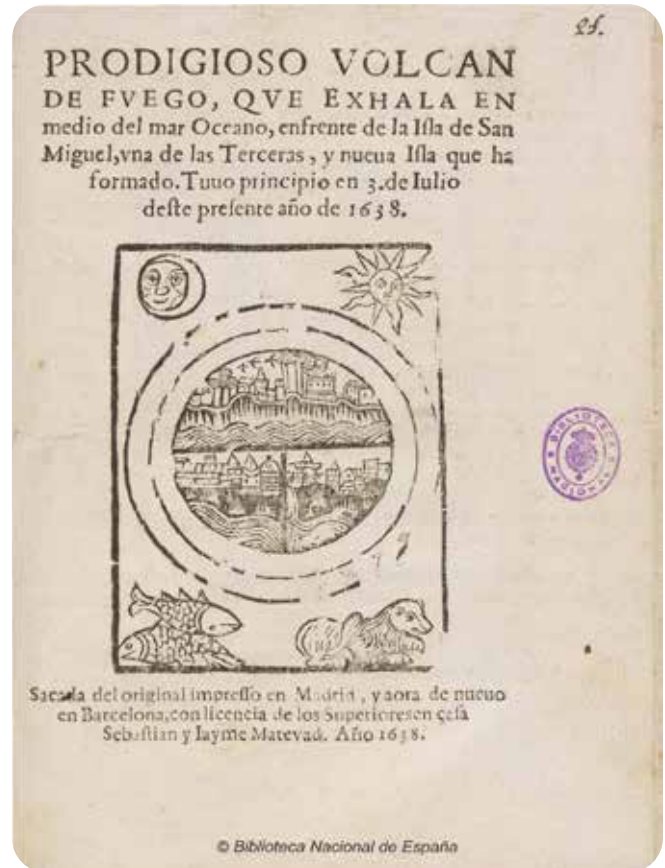 25.
PRODIGIOSO VOLCAN
DE FVEGO, QVE EXHALA EN
medio del mar Oceano, enfrente de la Isla de San
Miguel,vna de las Terceras, y nueua Isla que ha
formado. Tuuo principio en 3. de Iulio
deste presente año de 1638.
BIBLIOTECA NACIONAL
Sacada del original impresso en Madrid, y aora de nueuo
en Barcelona, con licencia de los Superiores en casa
Sebastian y Iayme Matevad. Año 1638.
© Biblioteca Nacional de España